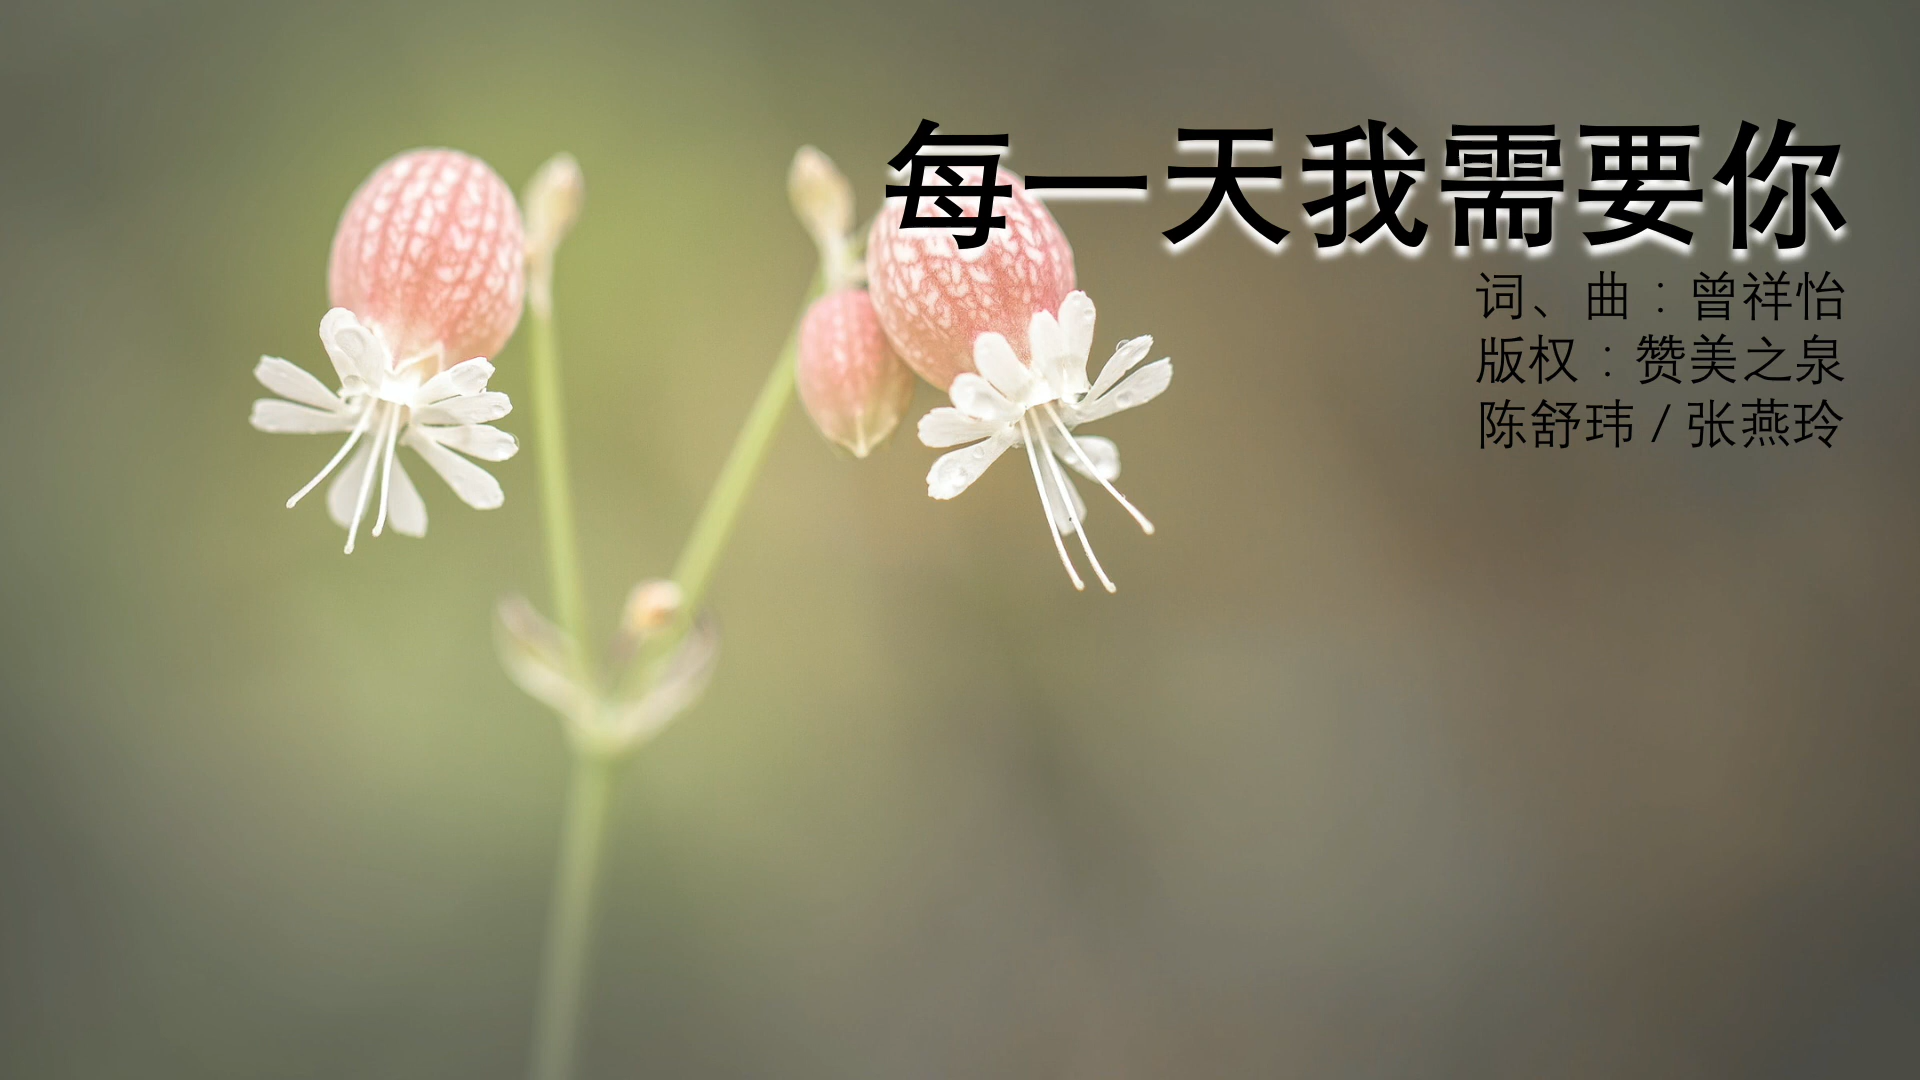 每一天我需要你
词、曲：曾祥怡
版权：赞美之泉
陈舒玮 / 张燕玲